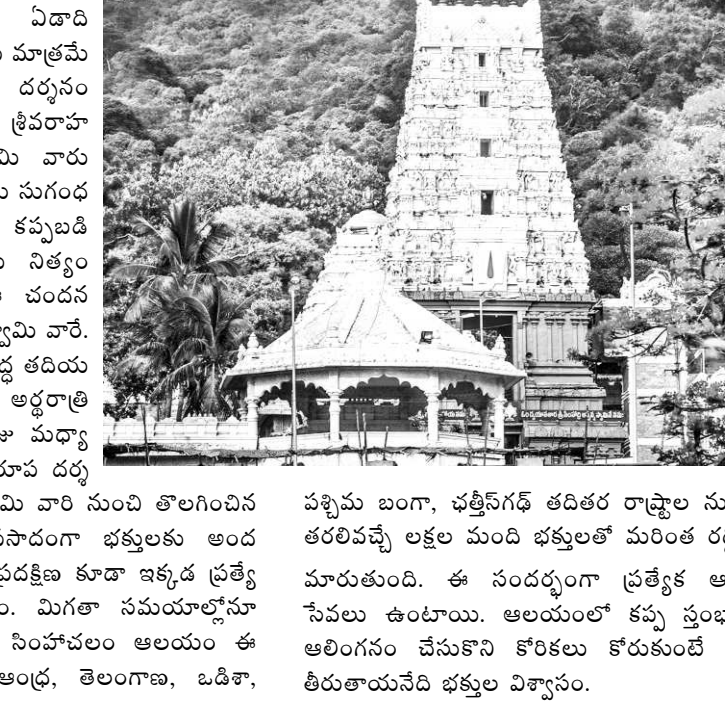 ఏడాది
మాత్రమే
దర్శనం
శ్రీవరాహ
వారు
సుగంధ
కప్పబడి
నిత్యం
చందన
వారే.
తదియ
అర్థరాత్రి
మధ్యా
దర్శ
వారి నుంచి తొలగించిన
భక్తులకు అంద
కూడా ఇక్కడ ప్రత్యే
మిగతా సమయాల్లోనూ
సింహాచలం ఆలయం ఈ
ఆంధ్ర, తెలంగాణ, ఒడిశా,
పశ్చిమ బంగా, ఛత్తీస్‌గఢ్ తదితర రాష్ట్రాల
తరలివచ్చే లక్షల మంది భక్తులతో మరింత
మారుతుంది. ఈ సందర్భంగా ప్రత్యేక
సేవలు ఉంటాయి. ఆలయంలో కప్ప
ఆలింగనం చేసుకొని కోరికలు కోరుకుంటే
తీరుతాయనేది భక్తుల విశ్వాసం.